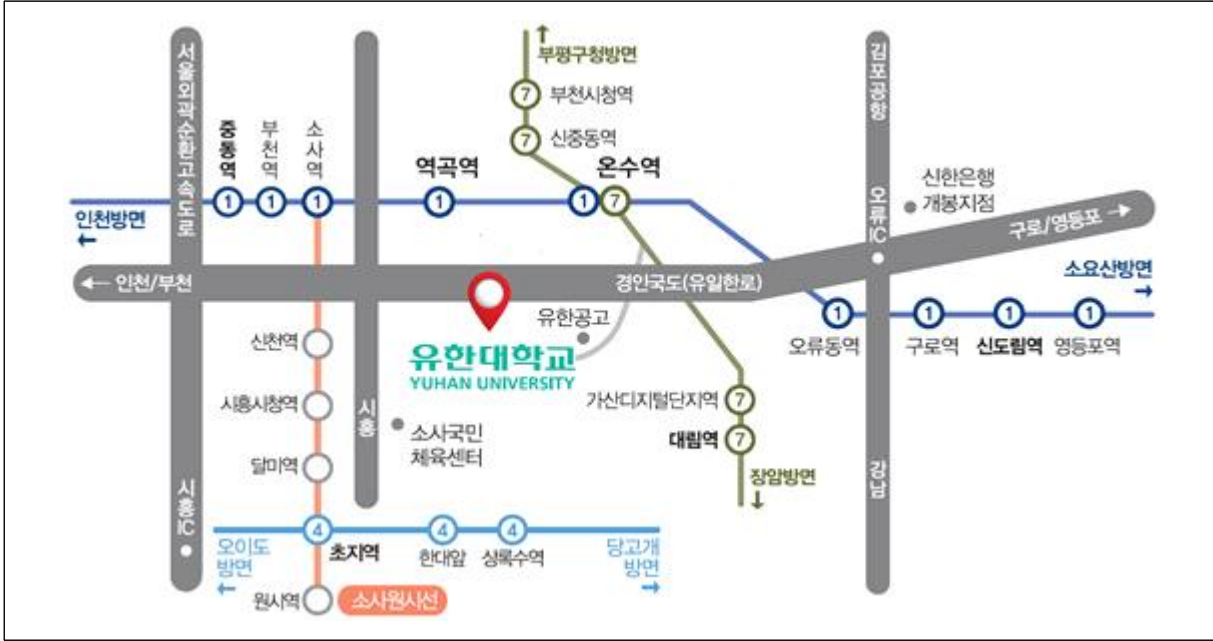 ↑
부평구청방면
7 부천시청역
7 신중동역
서울외곽순환고속도로
중동역
부천역
소사역
역곡역
온수역
1 1 1 1 1 7
인천방면
←
김포공항
오류IC
신한은행
개봉지점
구로/영등포 →
← 인천/부천
경인국도(유일한로)
소요산방면
→
1 1 1 1
오류동역 구로역 신도림역 영등포역
유한공고
유한대학교
YUHAN UNIVERSITY
신천역
시흥시청역
달미역
시흥
소사국민
체육센터
가산디지털단지역 7
대림역 7
장암방면
↓
강남
시흥IC
4 4 4
오이도
방면
←
초지역 한대앞 상록수역
당고개
방면
→
원시역
소사원시선